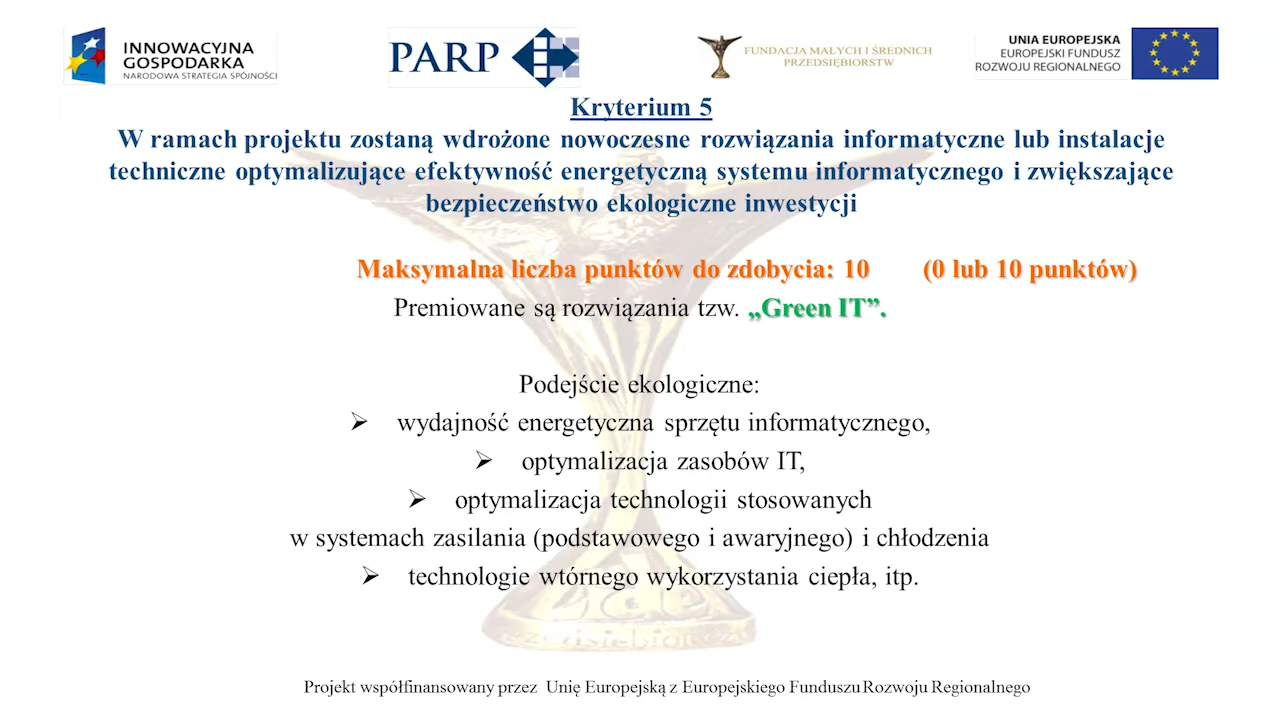 INNOWACYJNA
GOSPODARKA
NARODOWA STRATEGIA SPÓJNOŚCI
PARP
FUNDACJA MAŁYCH I ŚREDNICH
PRZEDSIĘBIORSTW
UNIA EUROPEJSKA
EUROPEJSKI FUNDUSZ
ROZWOJU REGIONALNEGO
Kryterium 5
W ramach projektu zostaną wdrożone nowoczesne rozwiązania informatyczne lub instalacje
techniczne optymalizujące efektywność energetyczną systemu informatycznego i zwiększające
bezpieczeństwo ekologiczne inwestycji
Maksymalna liczba punktów do zdobycia: 10 (0 lub 10 punktów)
Premiowane są rozwiązania tzw. „Green IT”.
Podejście ekologiczne:
➢ wydajność energetyczna sprzętu informatycznego,
➢ optymalizacja zasobów IT,
➢ optymalizacja technologii stosowanych
w systemach zasilania (podstawowego i awaryjnego) i chłodzenia
➢ technologie wtórnego wykorzystania ciepła, itp.
Projekt współfinansowany przez Unię Europejską z Europejskiego Funduszu Rozwoju Regionalnego